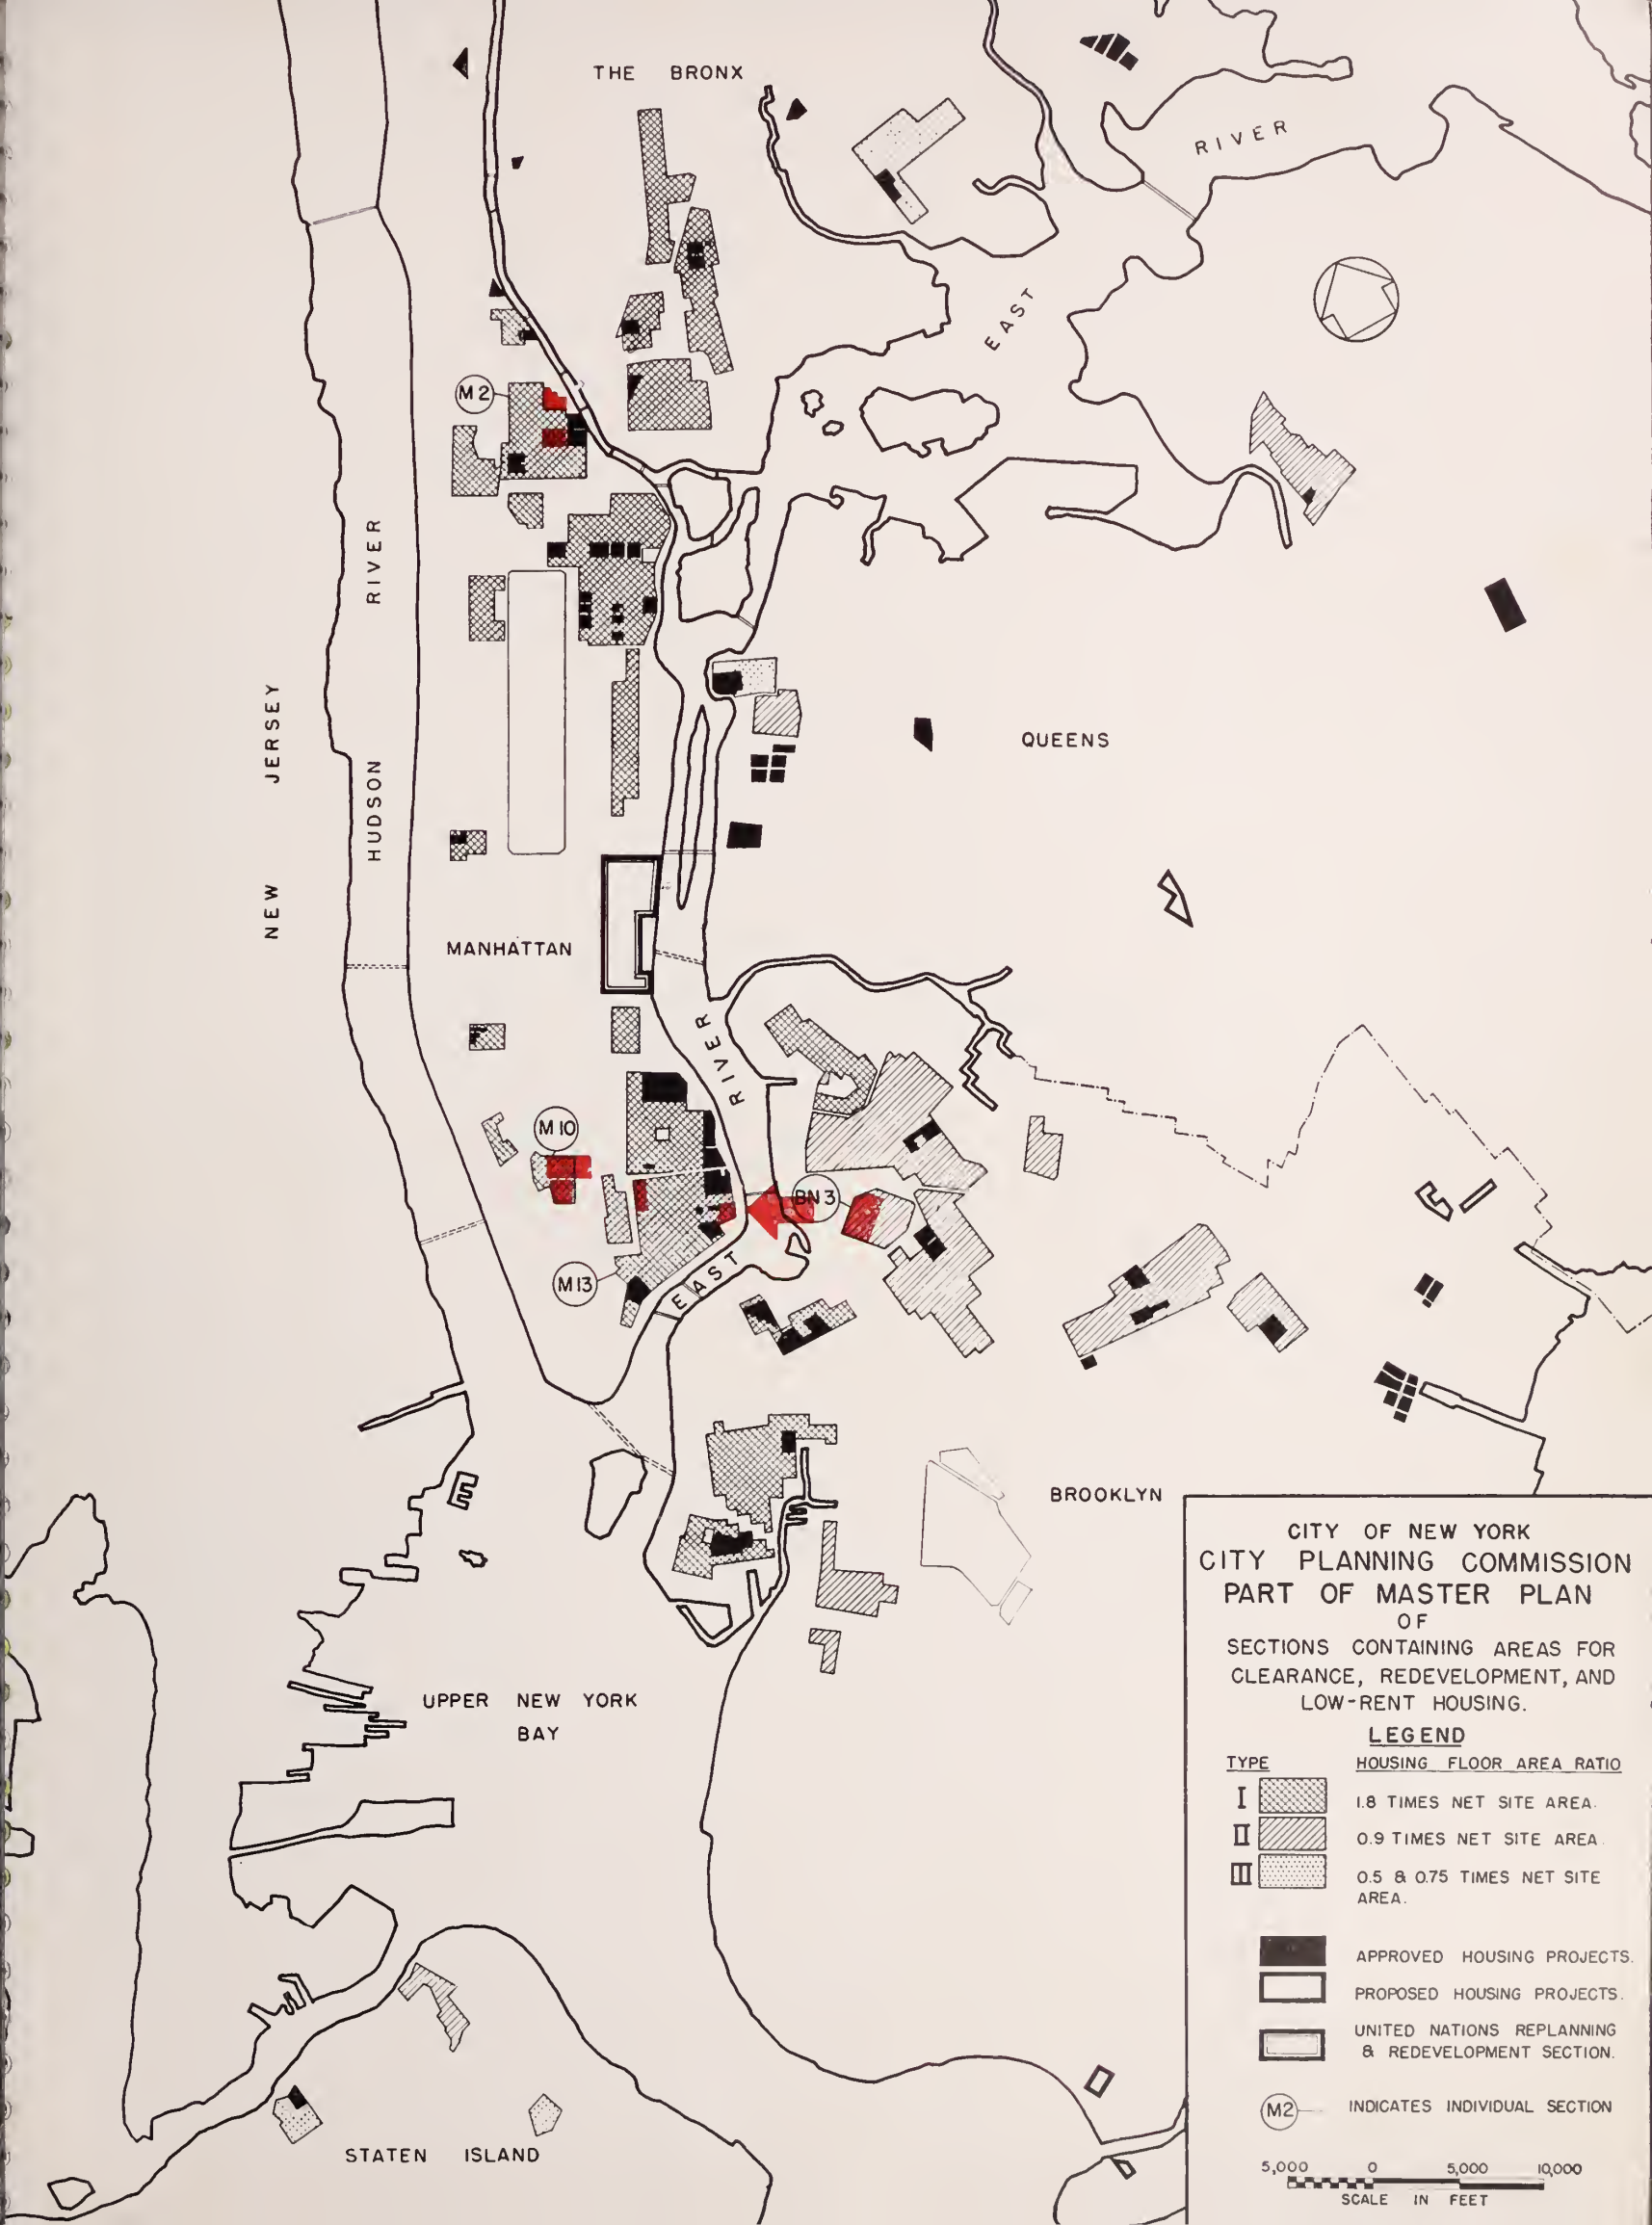 THE BRONX
RIVER
EAST
M2
RIVER
HUDSON
NEW JERSEY
QUEENS
MANHATTAN
RIVER
M10
BN3
M13
EAST
BROOKLYN
UPPER NEW YORK
BAY
STATEN ISLAND
CITY OF NEW YORK
CITY PLANNING COMMISSION
PART OF MASTER PLAN
OF
SECTIONS CONTAINING AREAS FOR
CLEARANCE, REDEVELOPMENT, AND
LOW-RENT HOUSING.
LEGEND
TYPE HOUSING FLOOR AREA RATIO
I 1.8 TIMES NET SITE AREA.
II 0.9 TIMES NET SITE AREA.
III 0.5 & 0.75 TIMES NET SITE
AREA.
APPROVED HOUSING PROJECTS.
PROPOSED HOUSING PROJECTS.
UNITED NATIONS REPLANNING
& REDEVELOPMENT SECTION.
M2 INDICATES INDIVIDUAL SECTION
5,000 0 5,000 10,000
SCALE IN FEET